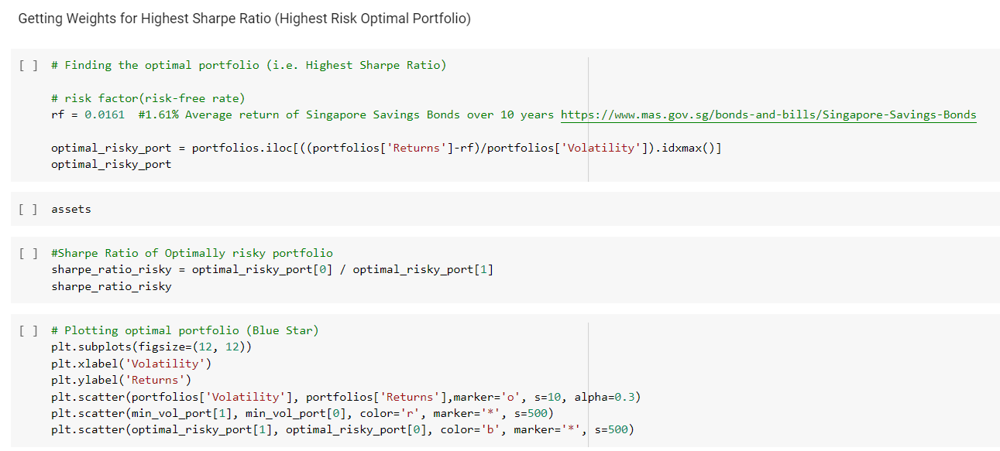 Getting Weights for Highest Sharpe Ratio (Highest Risk Optimal Portfolio)
[ ] # Finding the optimal portfolio (i.e. Highest Sharpe Ratio)
# risk factor(risk-free rate)
rf = 0.0161  #1.61% Average return of Singapore Savings Bonds over 10 years https://www.mas.gov.sg/bonds-and-bills/Singapore-Savings-Bonds
optimal_risky_port = portfolios.iloc[((portfolios['Returns']-rf)/portfolios['Volatility']).idxmax()]
optimal_risky_port
[ ] assets
[ ] #Sharpe Ratio of Optimally risky portfolio
sharpe_ratio_risky = optimal_risky_port[0] / optimal_risky_port[1]
sharpe_ratio_risky
[ ] # Plotting optimal portfolio (Blue Star)
plt.subplots(figsize=(12, 12))
plt.xlabel('Volatility')
plt.ylabel('Returns')
plt.scatter(portfolios['Volatility'], portfolios['Returns'],marker='o', s=10, alpha=0.3)
plt.scatter(min_vol_port[1], min_vol_port[0], color='r', marker='*', s=500)
plt.scatter(optimal_risky_port[1], optimal_risky_port[0], color='b', marker='*', s=500)